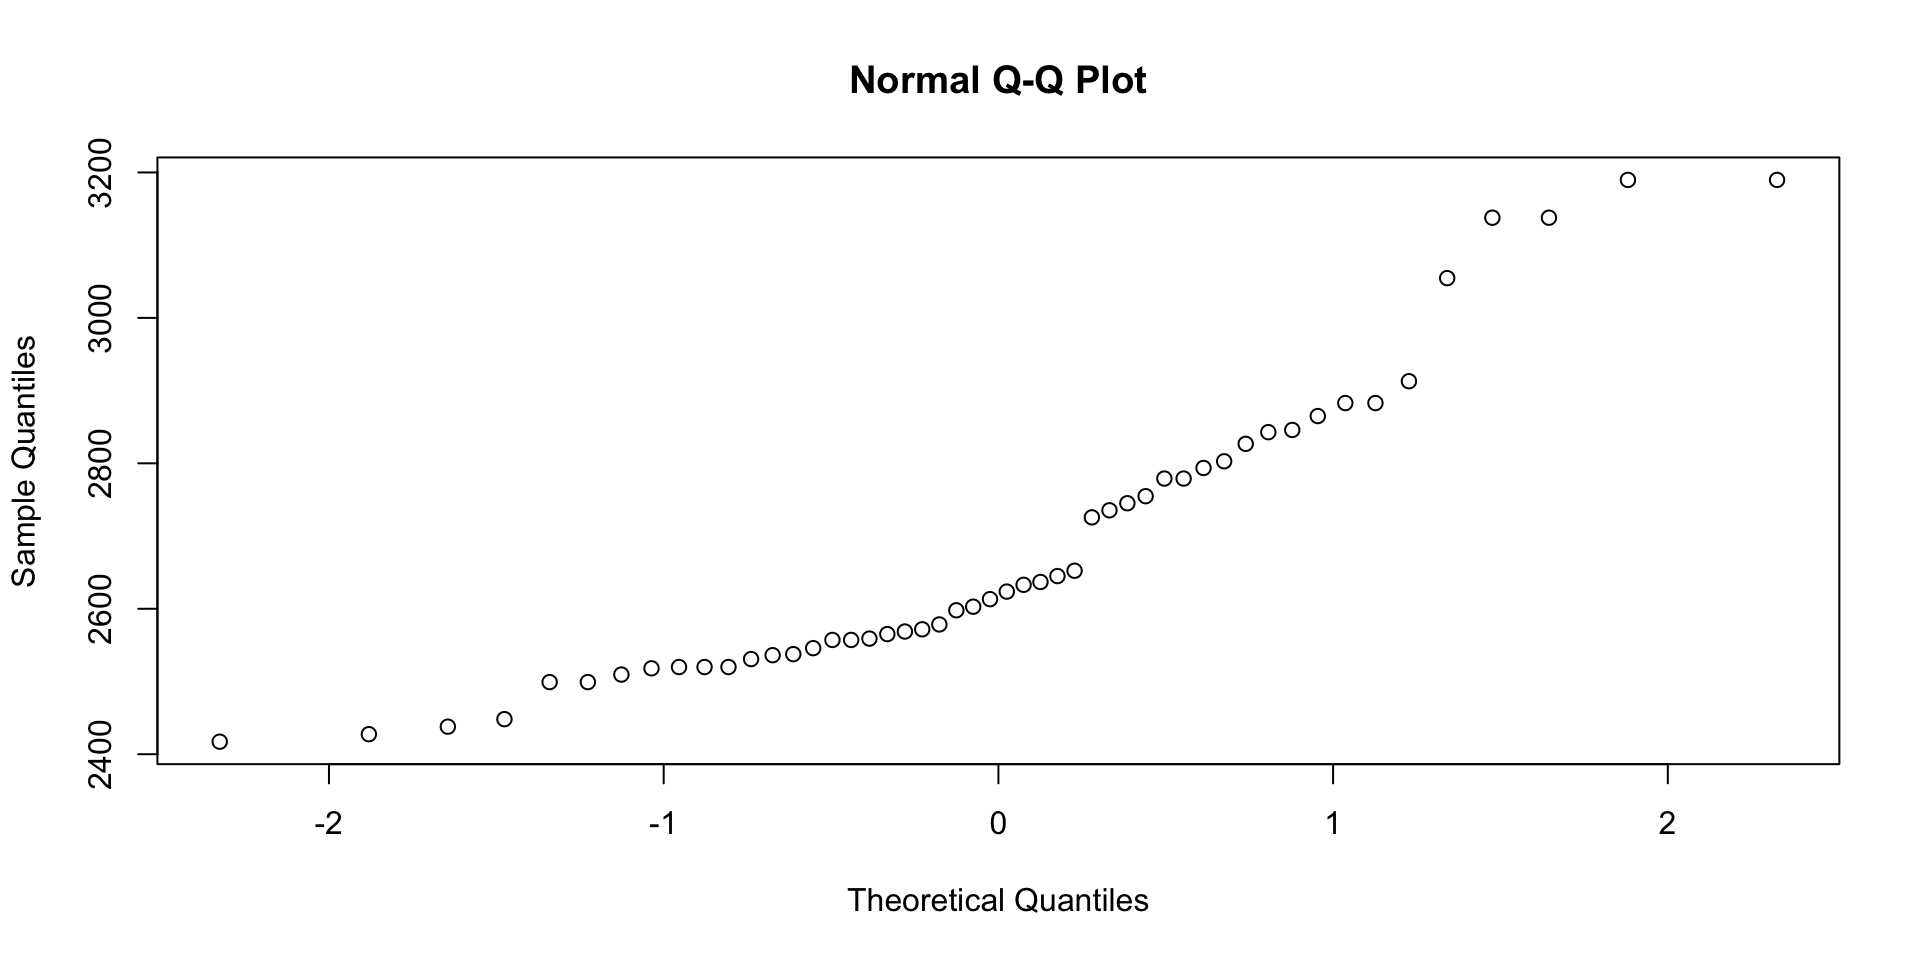 Normal Q-Q Plot
3200
3000
2800
2600
2400
Sample Quantiles
-2 -1 0 1 2
Theoretical Quantiles